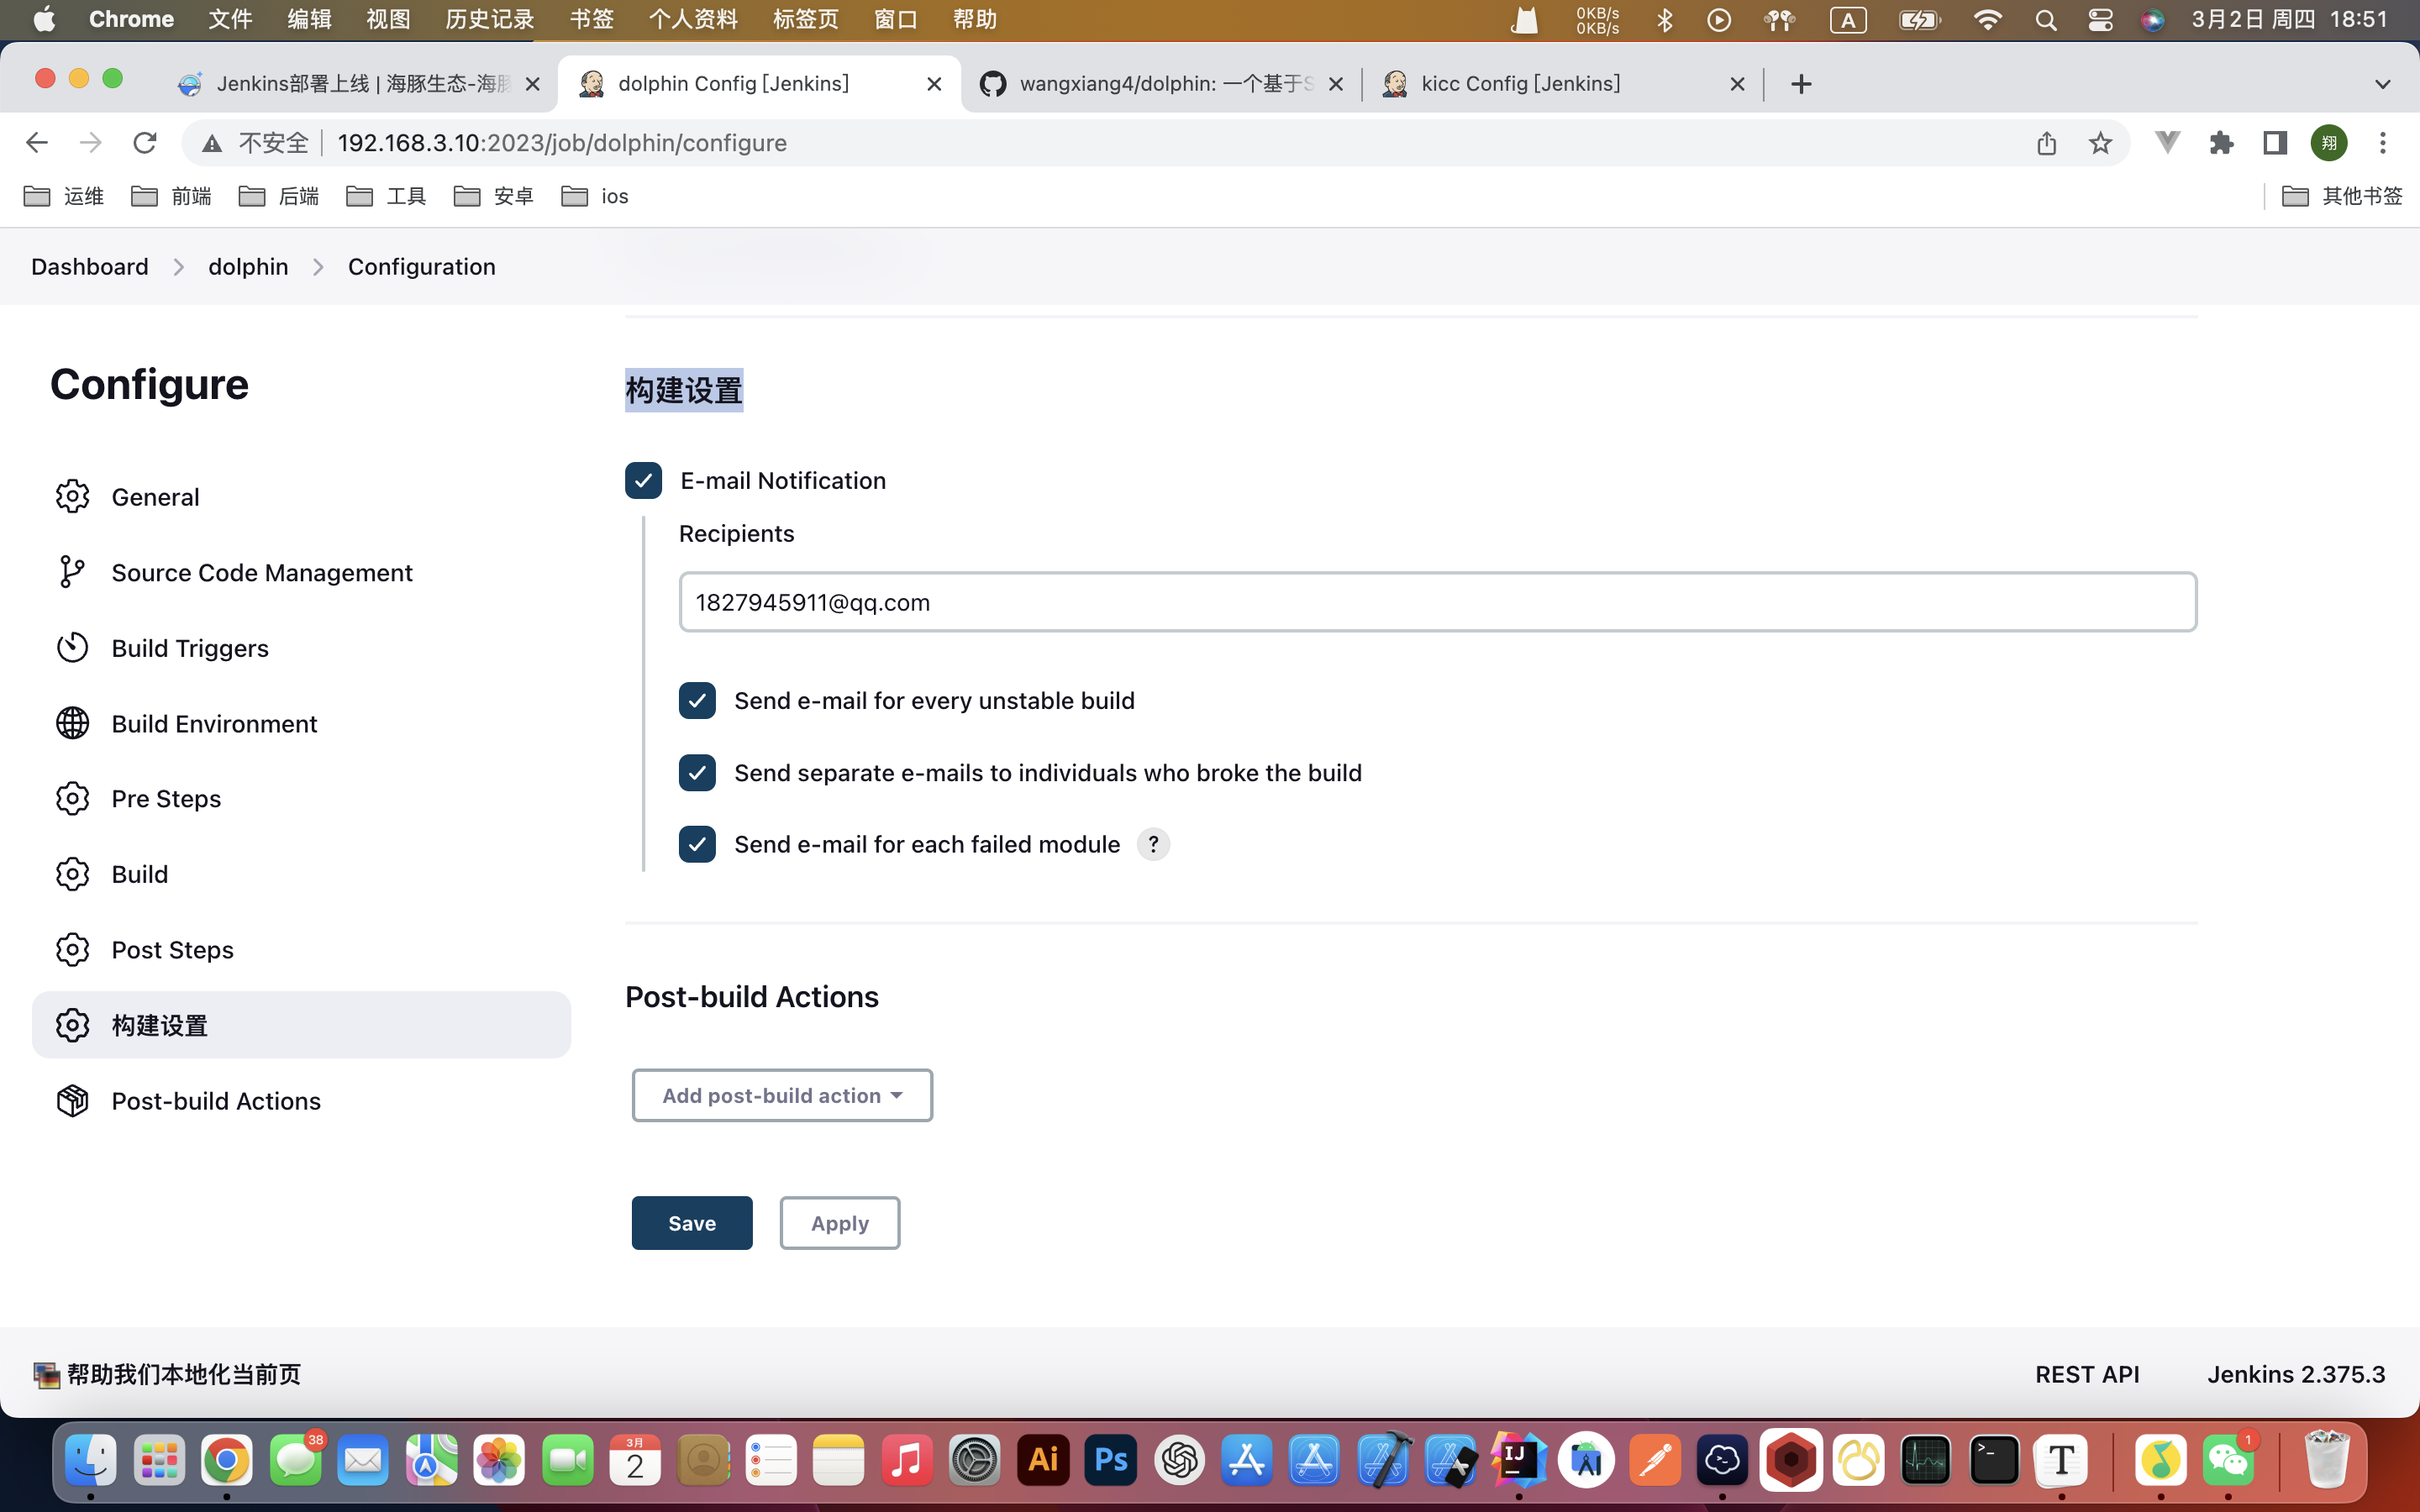 Chrome 文件 编辑 视图 历史记录 书签 个人资料 标签页 窗口 帮助
0KB/s
0KB/s
A
3月2日 周四 18:51
Jenkins部署上线 | 海豚生态-海豚
dolphin Config [Jenkins]
wangxiang4/dolphin: 一个基于S
kicc Config [Jenkins]
不安全
192.168.3.10:2023/job/dolphin/configure
翔
运维 前端 后端 工具 安卓 ios
其他书签
Dashboard dolphin Configuration
Configure
General
Source Code Management
Build Triggers
Build Environment
Pre Steps
Build
Post Steps
构建设置
Post-build Actions
构建设置
E-mail Notification
Recipients
1827945911@qq.com
Send e-mail for every unstable build
Send separate e-mails to individuals who broke the build
Send e-mail for each failed module ?
Post-build Actions
Add post-build action
Save
Apply
帮助我们本地化当前页
REST API
Jenkins 2.375.3
38
3月
2
Ai
Ps
IJ
T
1